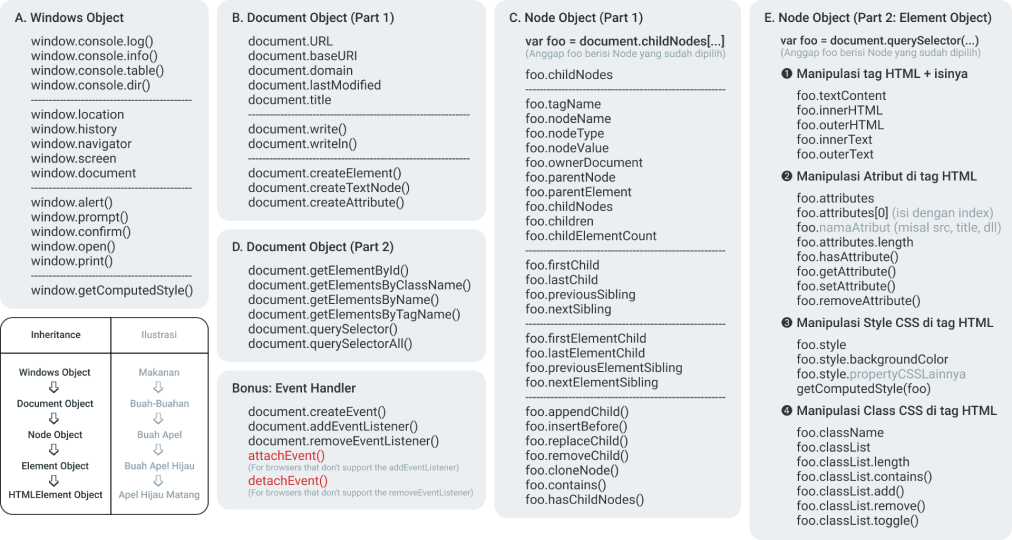 A. Windows Object
window.console.log()
window.console.info()
window.console.table()
window.console.dir()
window.location
window.history
window.navigator
window.screen
window.document
window.alert()
window.prompt()
window.confirm()
window.open()
window.print()
window.getComputedStyle()
Inheritance
Ilustrasi
Windows Object
Makanan
Document Object
Buah-Buahan
Node Object
Buah Apel
Element Object
Buah Apel Hijau
HTMLElement Object
Apel Hijau Matang
B. Document Object (Part 1)
document.URL
document.baseURI
document.domain
document.lastModified
document.title
document.write()
document.writeln()
document.createElement()
document.createTextNode()
document.createAttribute()
D. Document Object (Part 2)
document.getElementById()
document.getElementsByClassName()
document.getElementsByName()
document.getElementsByTagName()
document.querySelector()
document.querySelectorAll()
Bonus: Event Handler
document.createEvent()
document.addEventListener()
document.removeEventListener()
attachEvent()
(For browsers that don't support the addEventListener)
detachEvent()
(For browsers that don't support the removeEventListener)
C. Node Object (Part 1)
var foo = document.childNodes[...]
(Anggap foo berisi Node yang sudah dipilih)
foo.childNodes
foo.tagName
foo.nodeName
foo.nodeType
foo.nodeValue
foo.ownerDocument
foo.parentNode
foo.parentElement
foo.childNodes
foo.children
foo.childElementCount
foo.firstChild
foo.lastChild
foo.previousSibling
foo.nextSibling
foo.firstElementChild
foo.lastElementChild
foo.previousElementSibling
foo.nextElementSibling
foo.appendChild()
foo.insertBefore()
foo.replaceChild()
foo.removeChild()
foo.cloneNode()
foo.contains()
foo.hasChildNodes()
E. Node Object (Part 2: Element Object)
var foo = document.querySelector(...)
(Anggap foo berisi Node yang sudah dipilih)
❶ Manipulasi tag HTML + isinya
foo.textContent
foo.innerHTML
foo.outerHTML
foo.innerText
foo.outerText
❷ Manipulasi Atribut di tag HTML
foo.attributes
foo.attributes[0] (isi dengan index)
foo.namaAtribut (misal src, title, dll)
foo.attributes.length
foo.hasAttribute()
foo.getAttribute()
foo.setAttribute()
foo.removeAttribute()
❸ Manipulasi Style CSS di tag HTML
foo.style
foo.style.backgroundColor
foo.style.propertyCSSLainnya
getComputedStyle(foo)
❹ Manipulasi Class CSS di tag HTML
foo.className
foo.classList
foo.classList.length
foo.classList.contains()
foo.classList.add()
foo.classList.remove()
foo.classList.toggle()